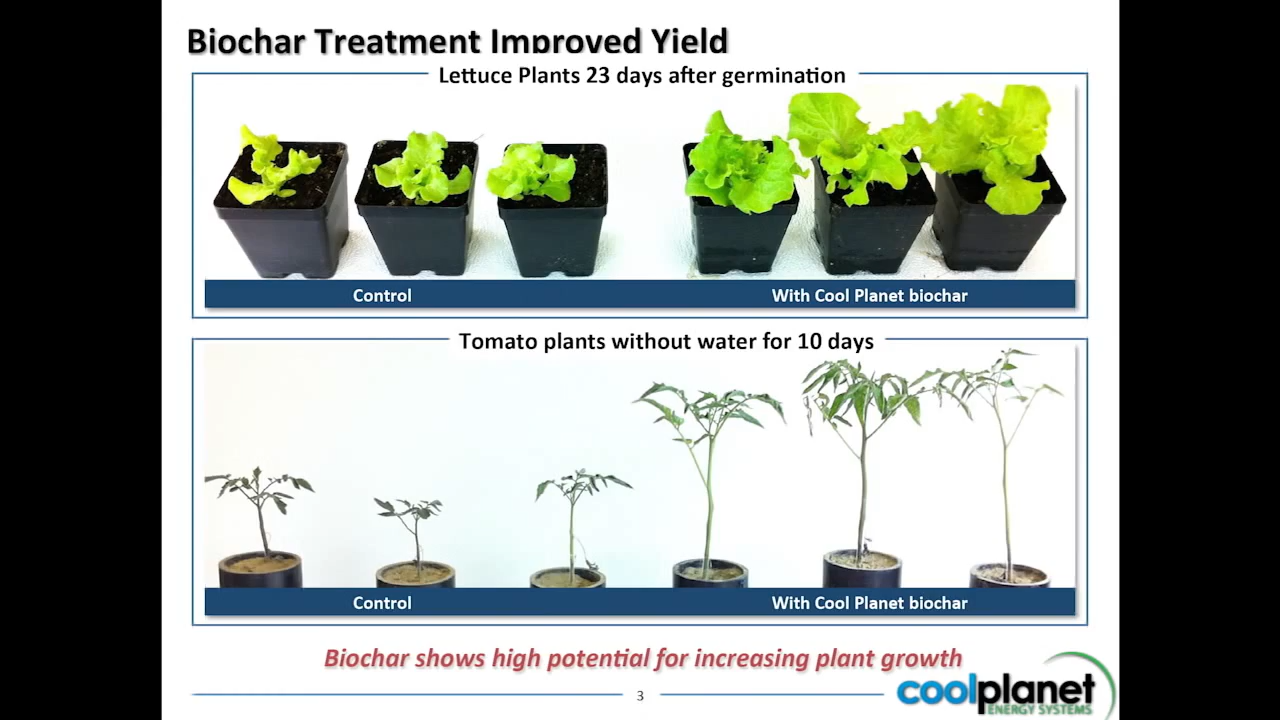 Biochar Treatment Improved Yield
Lettuce Plants 23 days after germination
Control
With Cool Planet biochar
Tomato plants without water for 10 days
Control
With Cool Planet biochar
Biochar shows high potential for increasing plant growth
3
coolplanet
ENERGY SYSTEMS